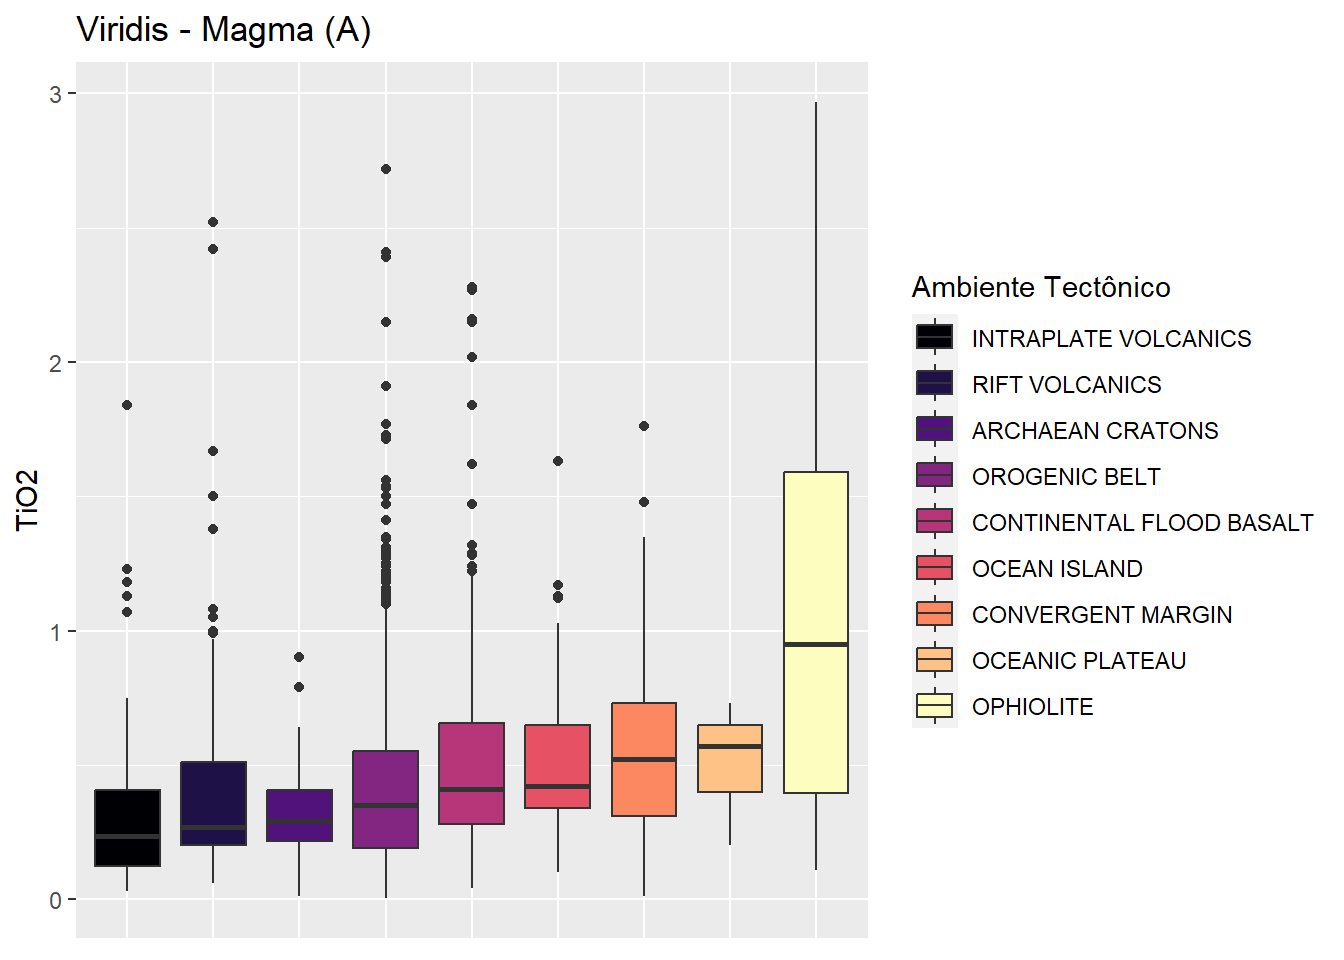 Viridis - Magma (A)
3
2
1
0
TiO2
Ambiente Tectônico
INTRAPLATE VOLCANICS
RIFT VOLCANICS
ARCHAEAN CRATONS
OROGENIC BELT
CONTINENTAL FLOOD BASALT
OCEAN ISLAND
CONVERGENT MARGIN
OCEANIC PLATEAU
OPHIOLITE